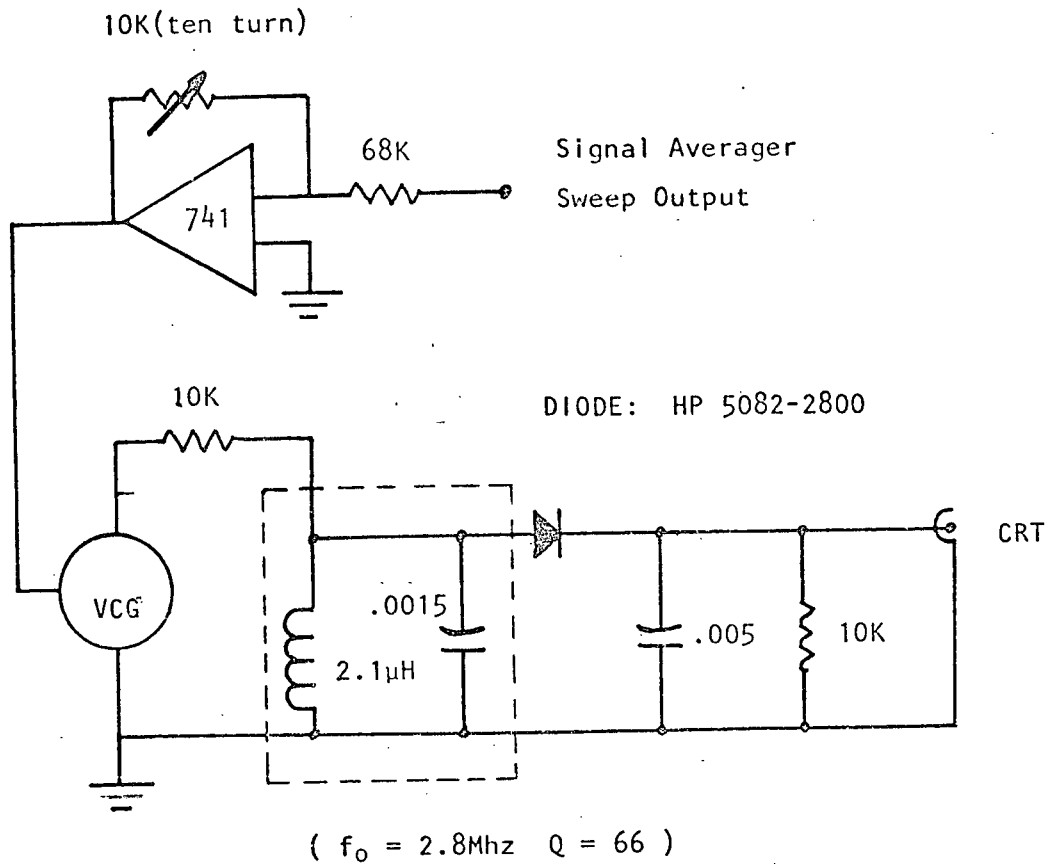 10K(ten turn)
68K
Signal Averager
Sweep Output
741
10K
DIODE: HP 5082-2800
CRT
VCG
.0015
2.1μH
.005
10K
( fo = 2.8Mhz Q = 66 )